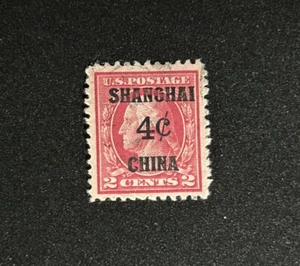 U.S. POSTAGE
SHANGHAI
4¢
CHINA
2 CENTS 2